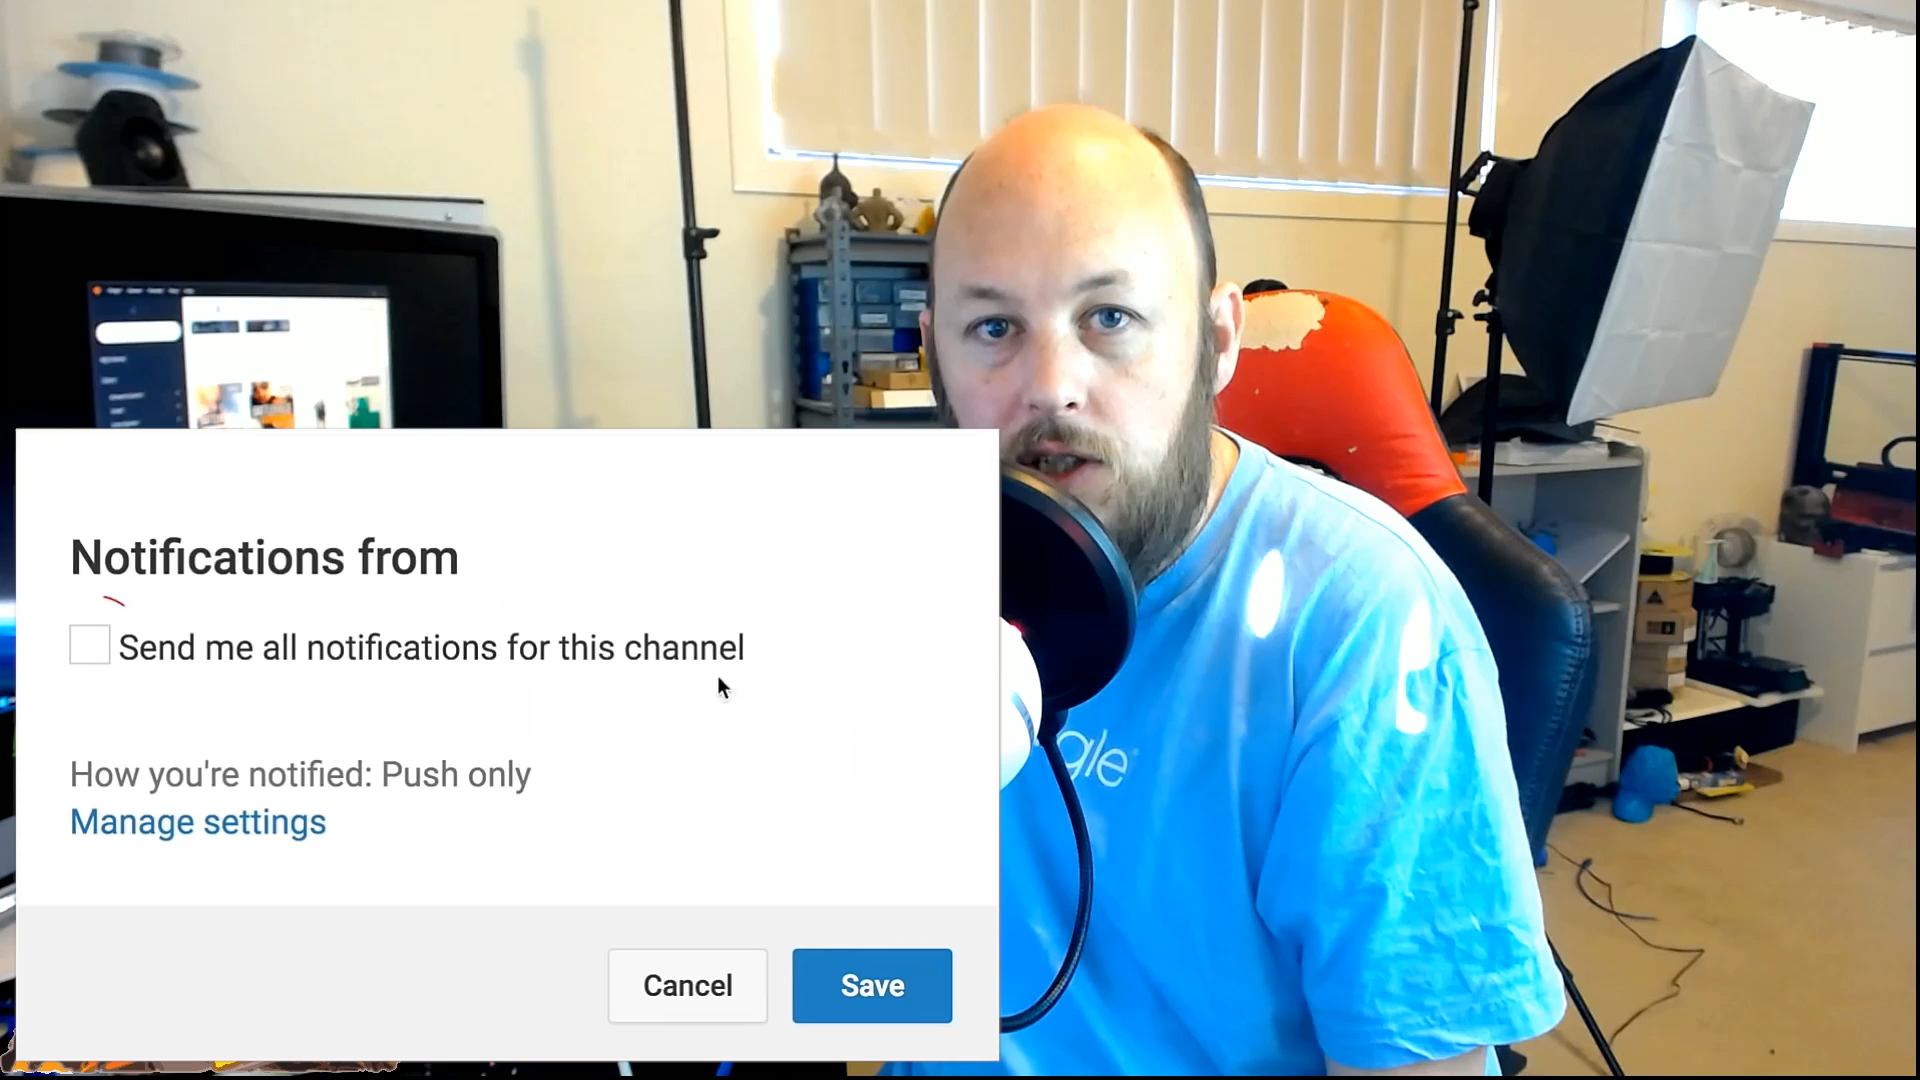 Notifications from
Send me all notifications for this channel
How you're notified: Push only
Manage settings
Cancel
Save
gle